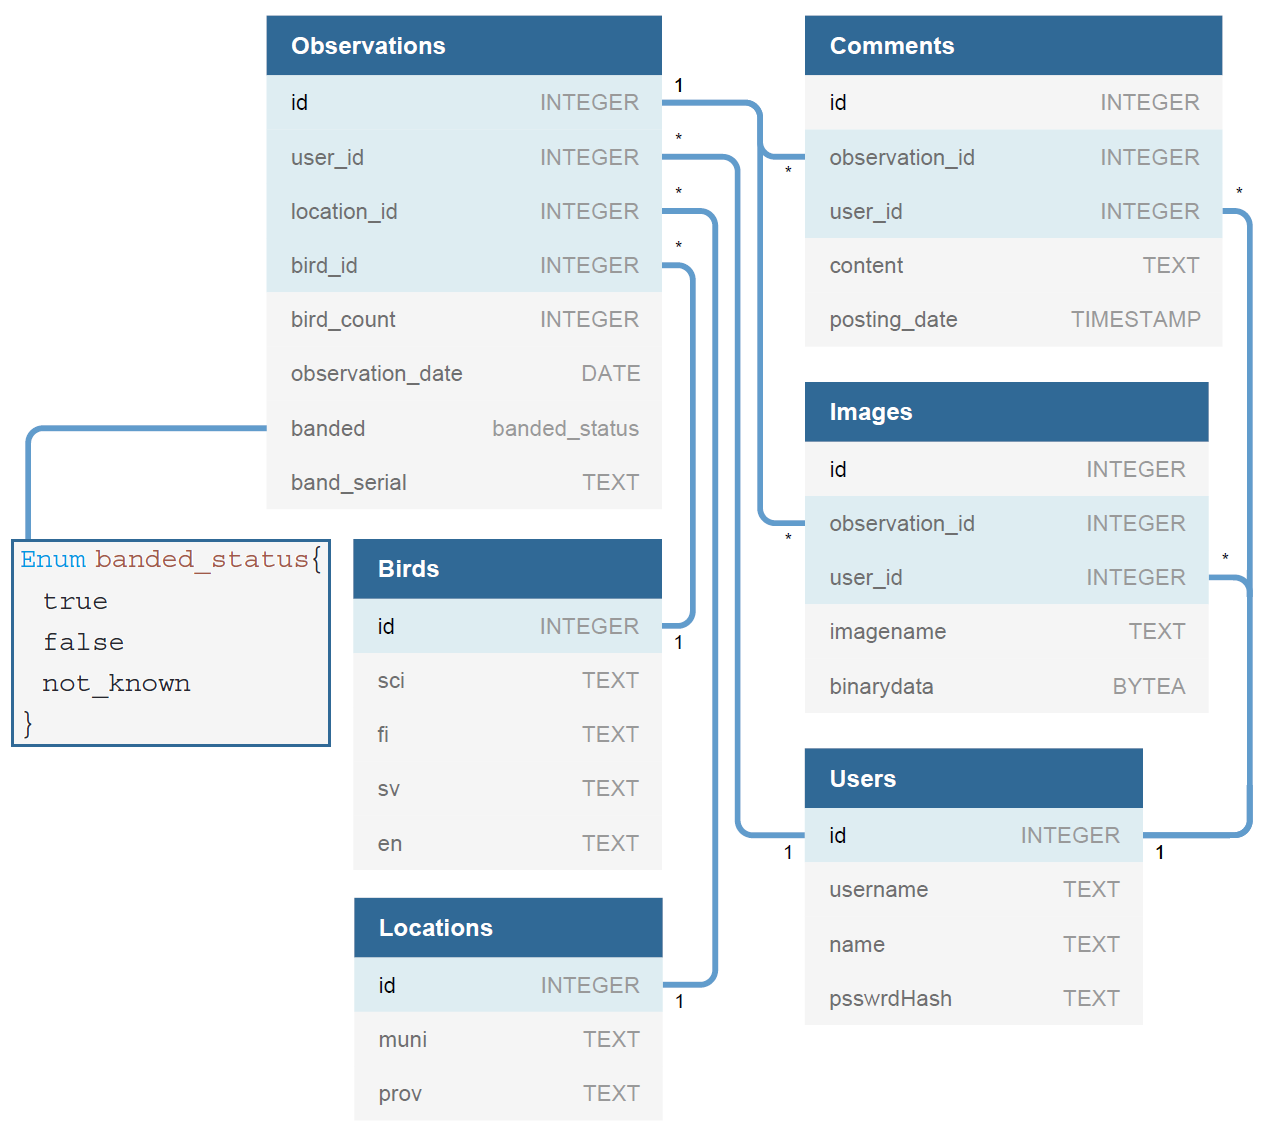 Observations
id INTEGER
user_id INTEGER
location_id INTEGER
bird_id INTEGER
bird_count INTEGER
observation_date DATE
banded banded_status
band_serial TEXT
1
*
*
*
Enum banded_status{
true
false
not_known
}
Birds
id INTEGER
sci TEXT
fi TEXT
sv TEXT
en TEXT
1
Locations
id INTEGER
muni TEXT
prov TEXT
1
Comments
id INTEGER
observation_id INTEGER
user_id INTEGER
content TEXT
posting_date TIMESTAMP
*
*
Images
id INTEGER
observation_id INTEGER
user_id INTEGER
imagename TEXT
binarydata BYTEA
*
*
Users
id INTEGER
username TEXT
name TEXT
psswrdHash TEXT
1
1